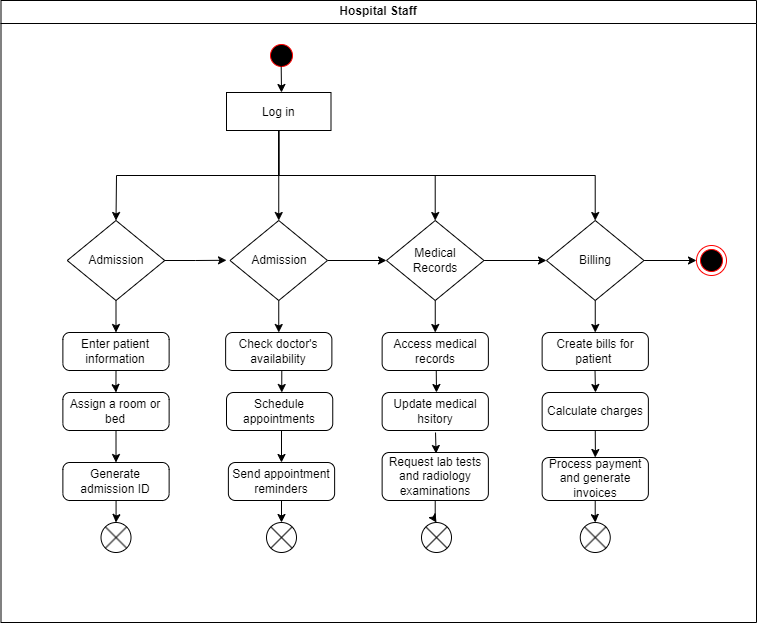 Hospital Staff
Log in
Admission
Admission
Medical
Records
Billing
Enter patient
information
Check doctor's
availability
Access medical
records
Create bills for
patient
Assign a room or
bed
Schedule
appointments
Update medical
hsitory
Calculate charges
Generate
admission ID
Send appointment
reminders
Request lab tests
and radiology
examinations
Process payment
and generate
invoices